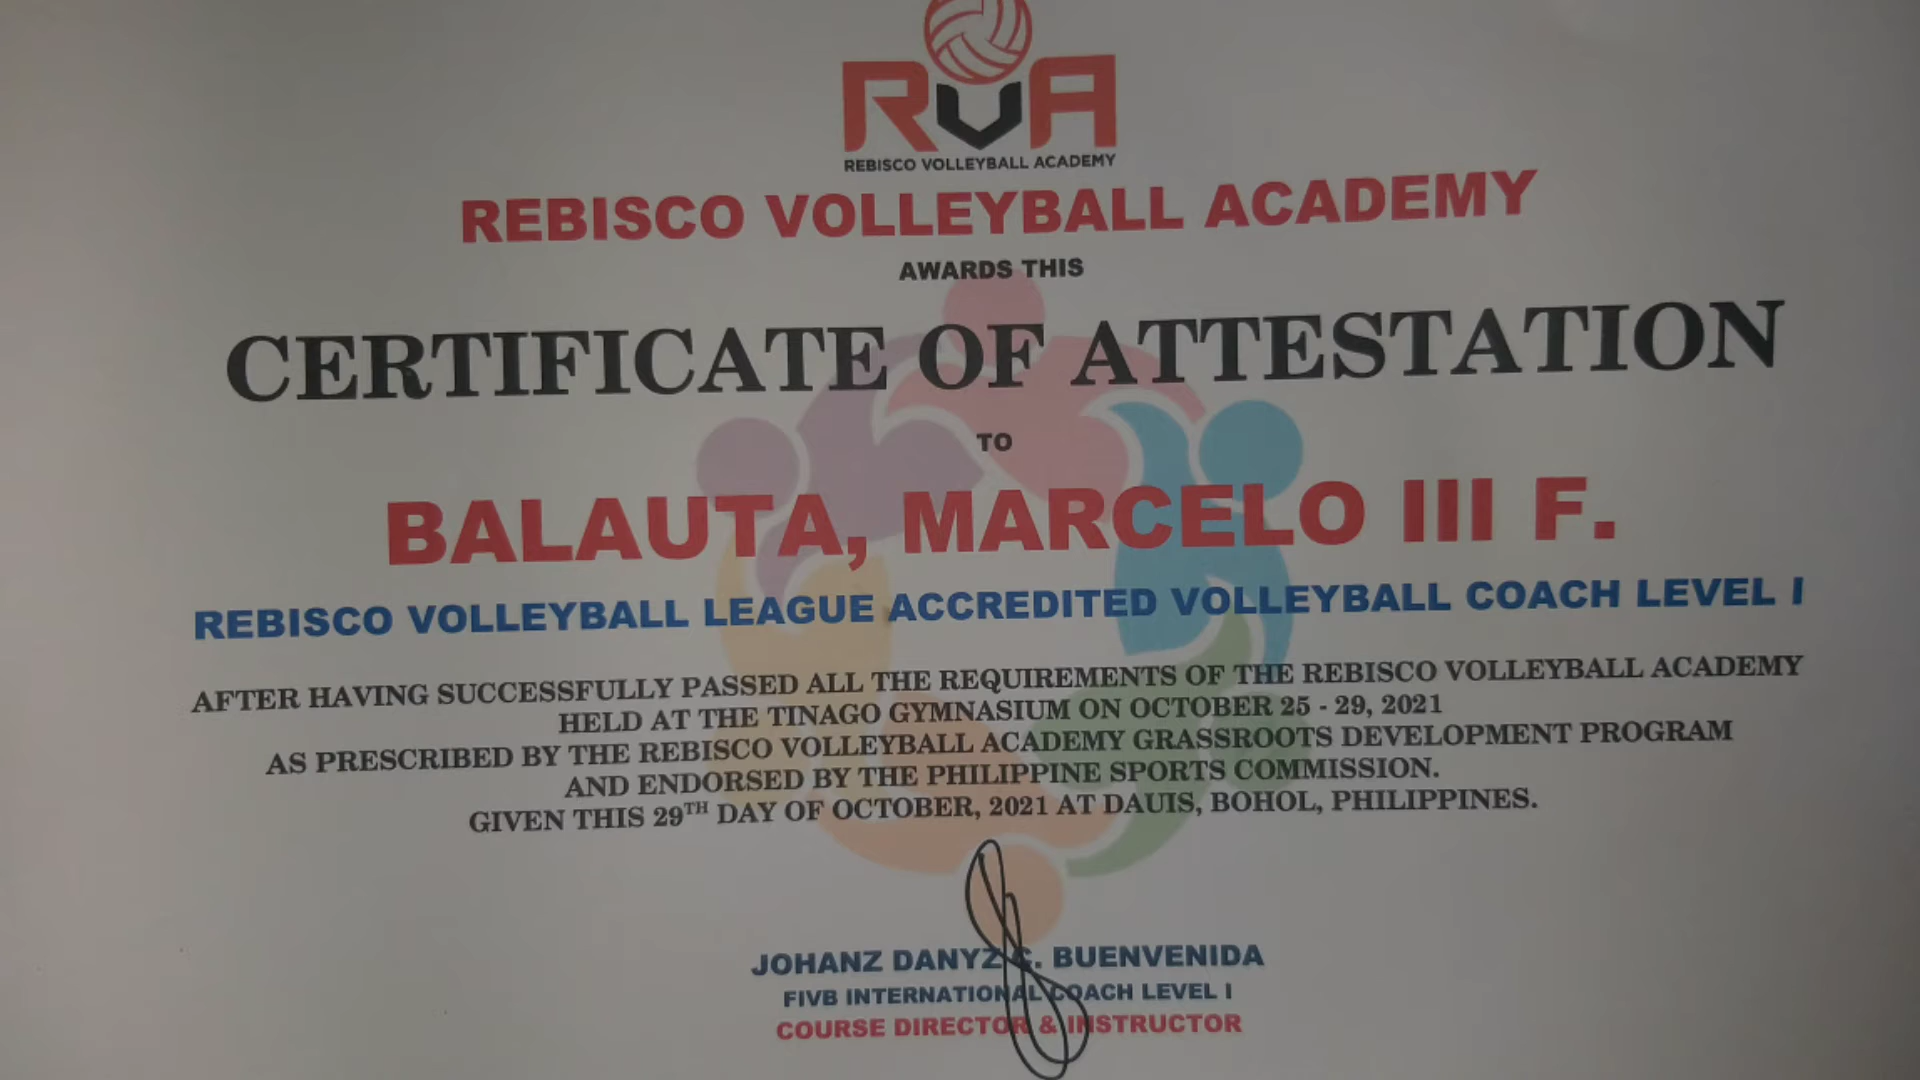 RVA
REBISCO VOLLEYBALL ACADEMY
REBISCO VOLLEYBALL ACADEMY
AWARDS THIS
CERTIFICATE OF ATTESTATION
TO
BALAUTA, MARCELO III F.
REBISCO VOLLEYBALL LEAGUE ACCREDITED VOLLEYBALL COACH LEVEL I
AFTER HAVING SUCCESSFULLY PASSED ALL THE REQUIREMENTS OF THE REBISCO VOLLEYBALL ACADEMY
HELD AT THE TINAGO GYMNASIUM ON OCTOBER 25 - 29, 2021
AS PRESCRIBED BY THE REBISCO VOLLEYBALL ACADEMY GRASSROOTS DEVELOPMENT PROGRAM
AND ENDORSED BY THE PHILIPPINE SPORTS COMMISSION.
GIVEN THIS 29TH DAY OF OCTOBER, 2021 AT DAUIS, BOHOL, PHILIPPINES.
JOHANZ DANYZ C. BUENVENIDA
FIVB INTERNATIONAL COACH LEVEL I
COURSE DIRECTOR & INSTRUCTOR